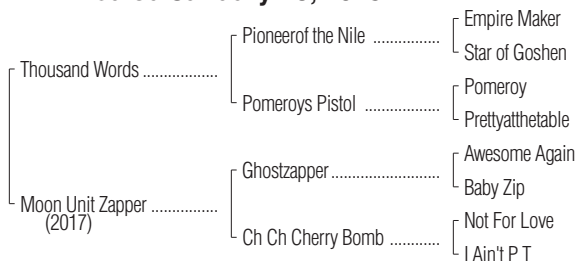 Empire Maker
Pioneerof the Nile ...............
Star of Goshen
Thousand Words .................
Pomeroy
Pomeroys Pistol .................
Prettyatthetable
Awesome Again
Ghostzapper........................
Baby Zip
Moon Unit Zapper ...............
(2017)
Not For Love
Ch Ch Cherry Bomb ...........
I Ain't P T